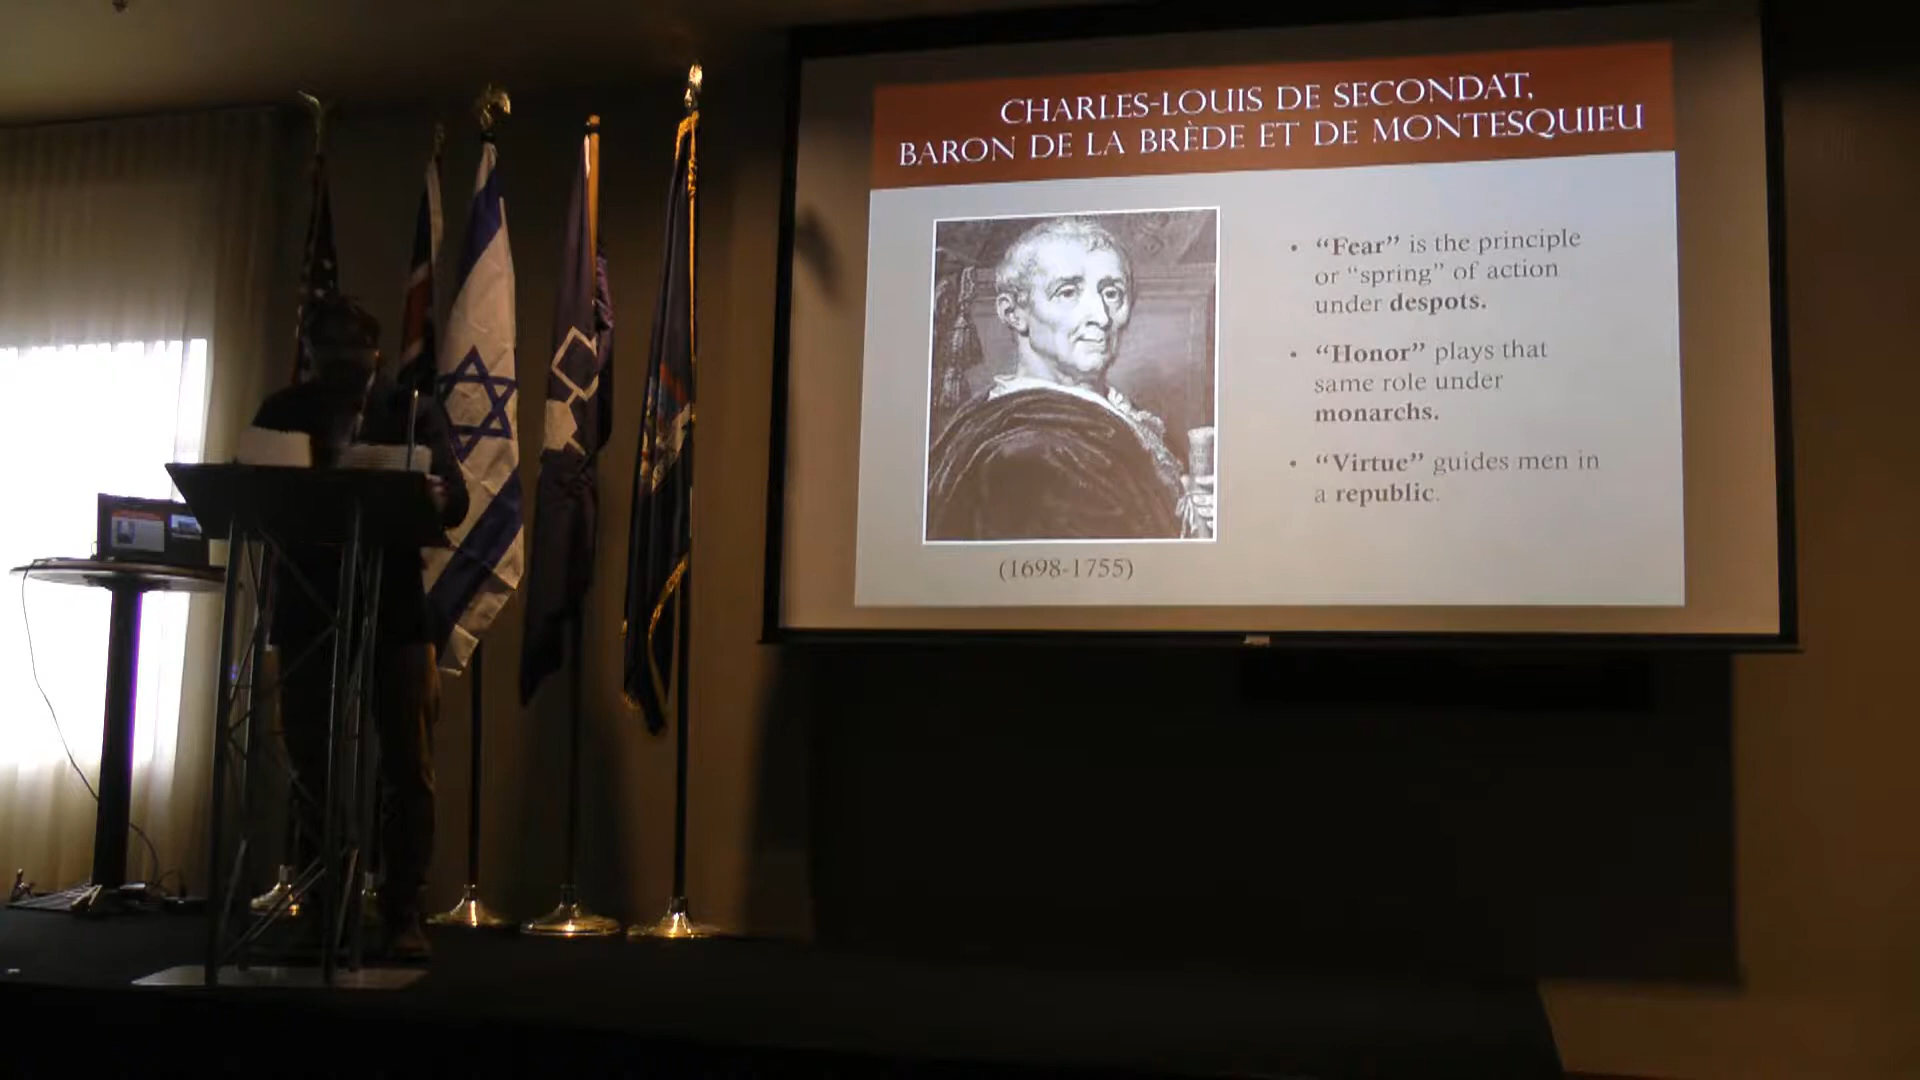 CHARLES-LOUIS DE SECONDAT,
BARON DE LA BRÈDE ET DE MONTESQUIEU
• “Fear” is the principle
or “spring” of action
under despots.
• “Honor” plays that
same role under
monarchs.
• “Virtue” guides men in
a republic.
(1698-1755)